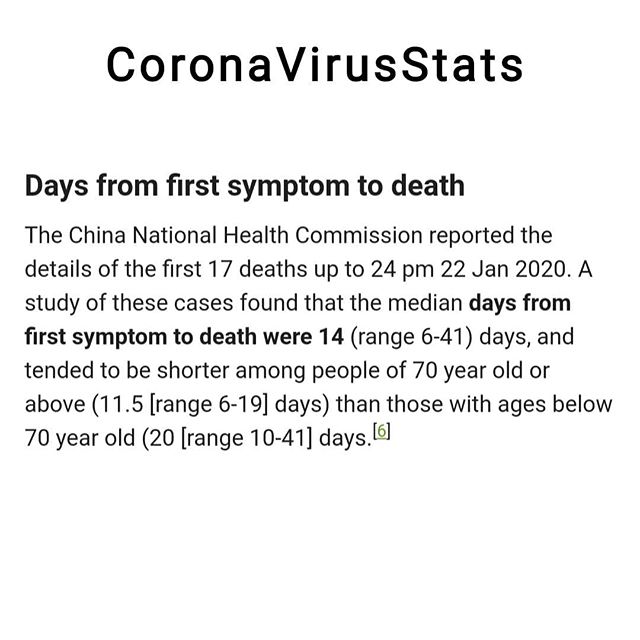 CoronaVirusStats
Days from first symptom to death
The China National Health Commission reported the
details of the first 17 deaths up to 24 pm 22 Jan 2020. A
study of these cases found that the median days from
first symptom to death were 14 (range 6-41) days, and
tended to be shorter among people of 70 year old or
above (11.5 [range 6-19] days) than those with ages below
70 year old (20 [range 10-41] days.[6]